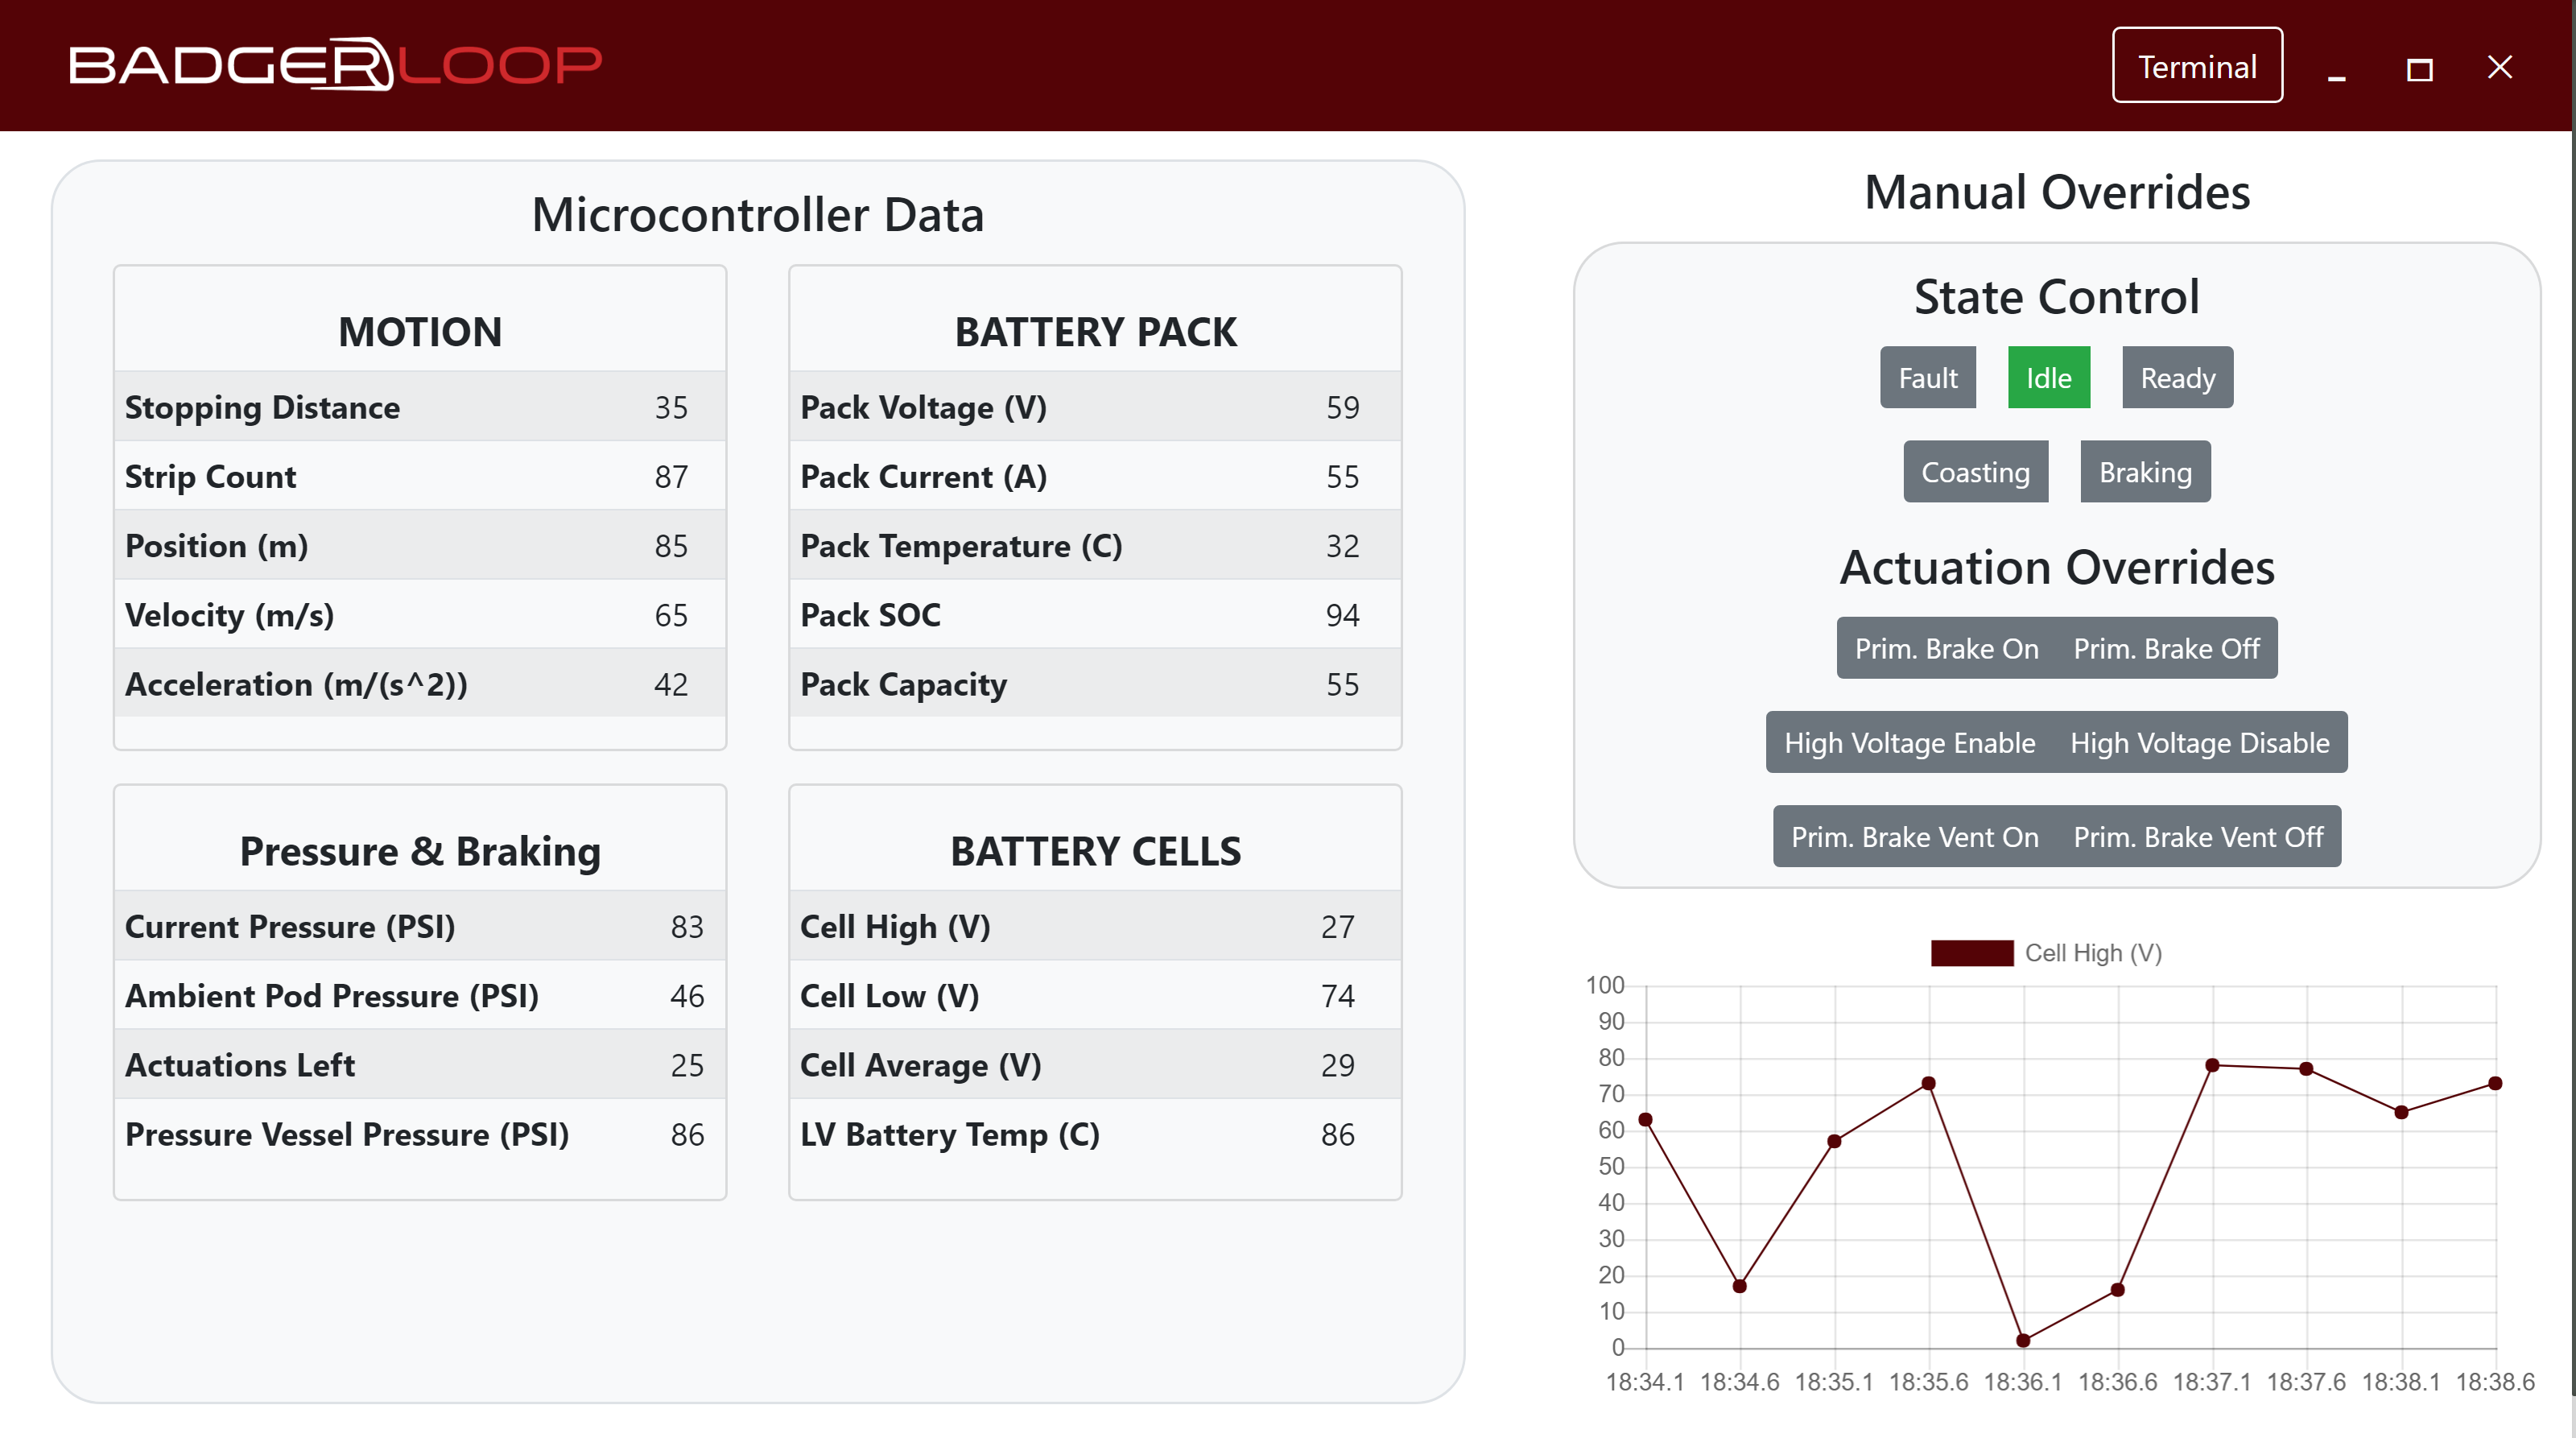 BADGERLOOP
Terminal
Microcontroller Data
MOTION
Stopping Distance 35
Strip Count 87
Position (m) 85
Velocity (m/s) 65
Acceleration (m/(s^2)) 42
BATTERY PACK
Pack Voltage (V) 59
Pack Current (A) 55
Pack Temperature (C) 32
Pack SOC 94
Pack Capacity 55
Pressure & Braking
Current Pressure (PSI) 83
Ambient Pod Pressure (PSI) 46
Actuations Left 25
Pressure Vessel Pressure (PSI) 86
BATTERY CELLS
Cell High (V) 27
Cell Low (V) 74
Cell Average (V) 29
LV Battery Temp (C) 86
Manual Overrides
State Control
Fault Idle Ready
Coasting Braking
Actuation Overrides
Prim. Brake On Prim. Brake Off
High Voltage Enable High Voltage Disable
Prim. Brake Vent On Prim. Brake Vent Off
Cell High (V)
100
90
80
70
60
50
40
30
20
10
0
18:34.1 18:34.6 18:35.1 18:35.6 18:36.1 18:36.6 18:37.1 18:37.6 18:38.1 18:38.6